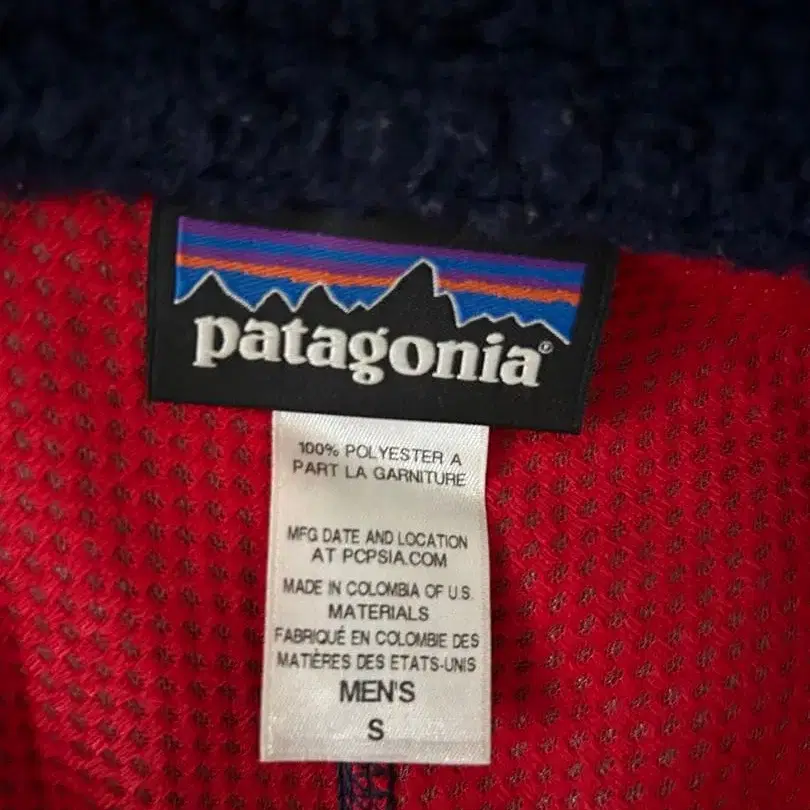 patagonia®
100% POLYESTER A
PART LA GARNITURE
MFG DATE AND LOCATION
AT PCPSIA.COM
MADE IN COLOMBIA OF U.S.
MATERIALS
FABRIQUÉ EN COLOMBIE DES
MATIÈRES DES ETATS-UNIS
MEN'S
S